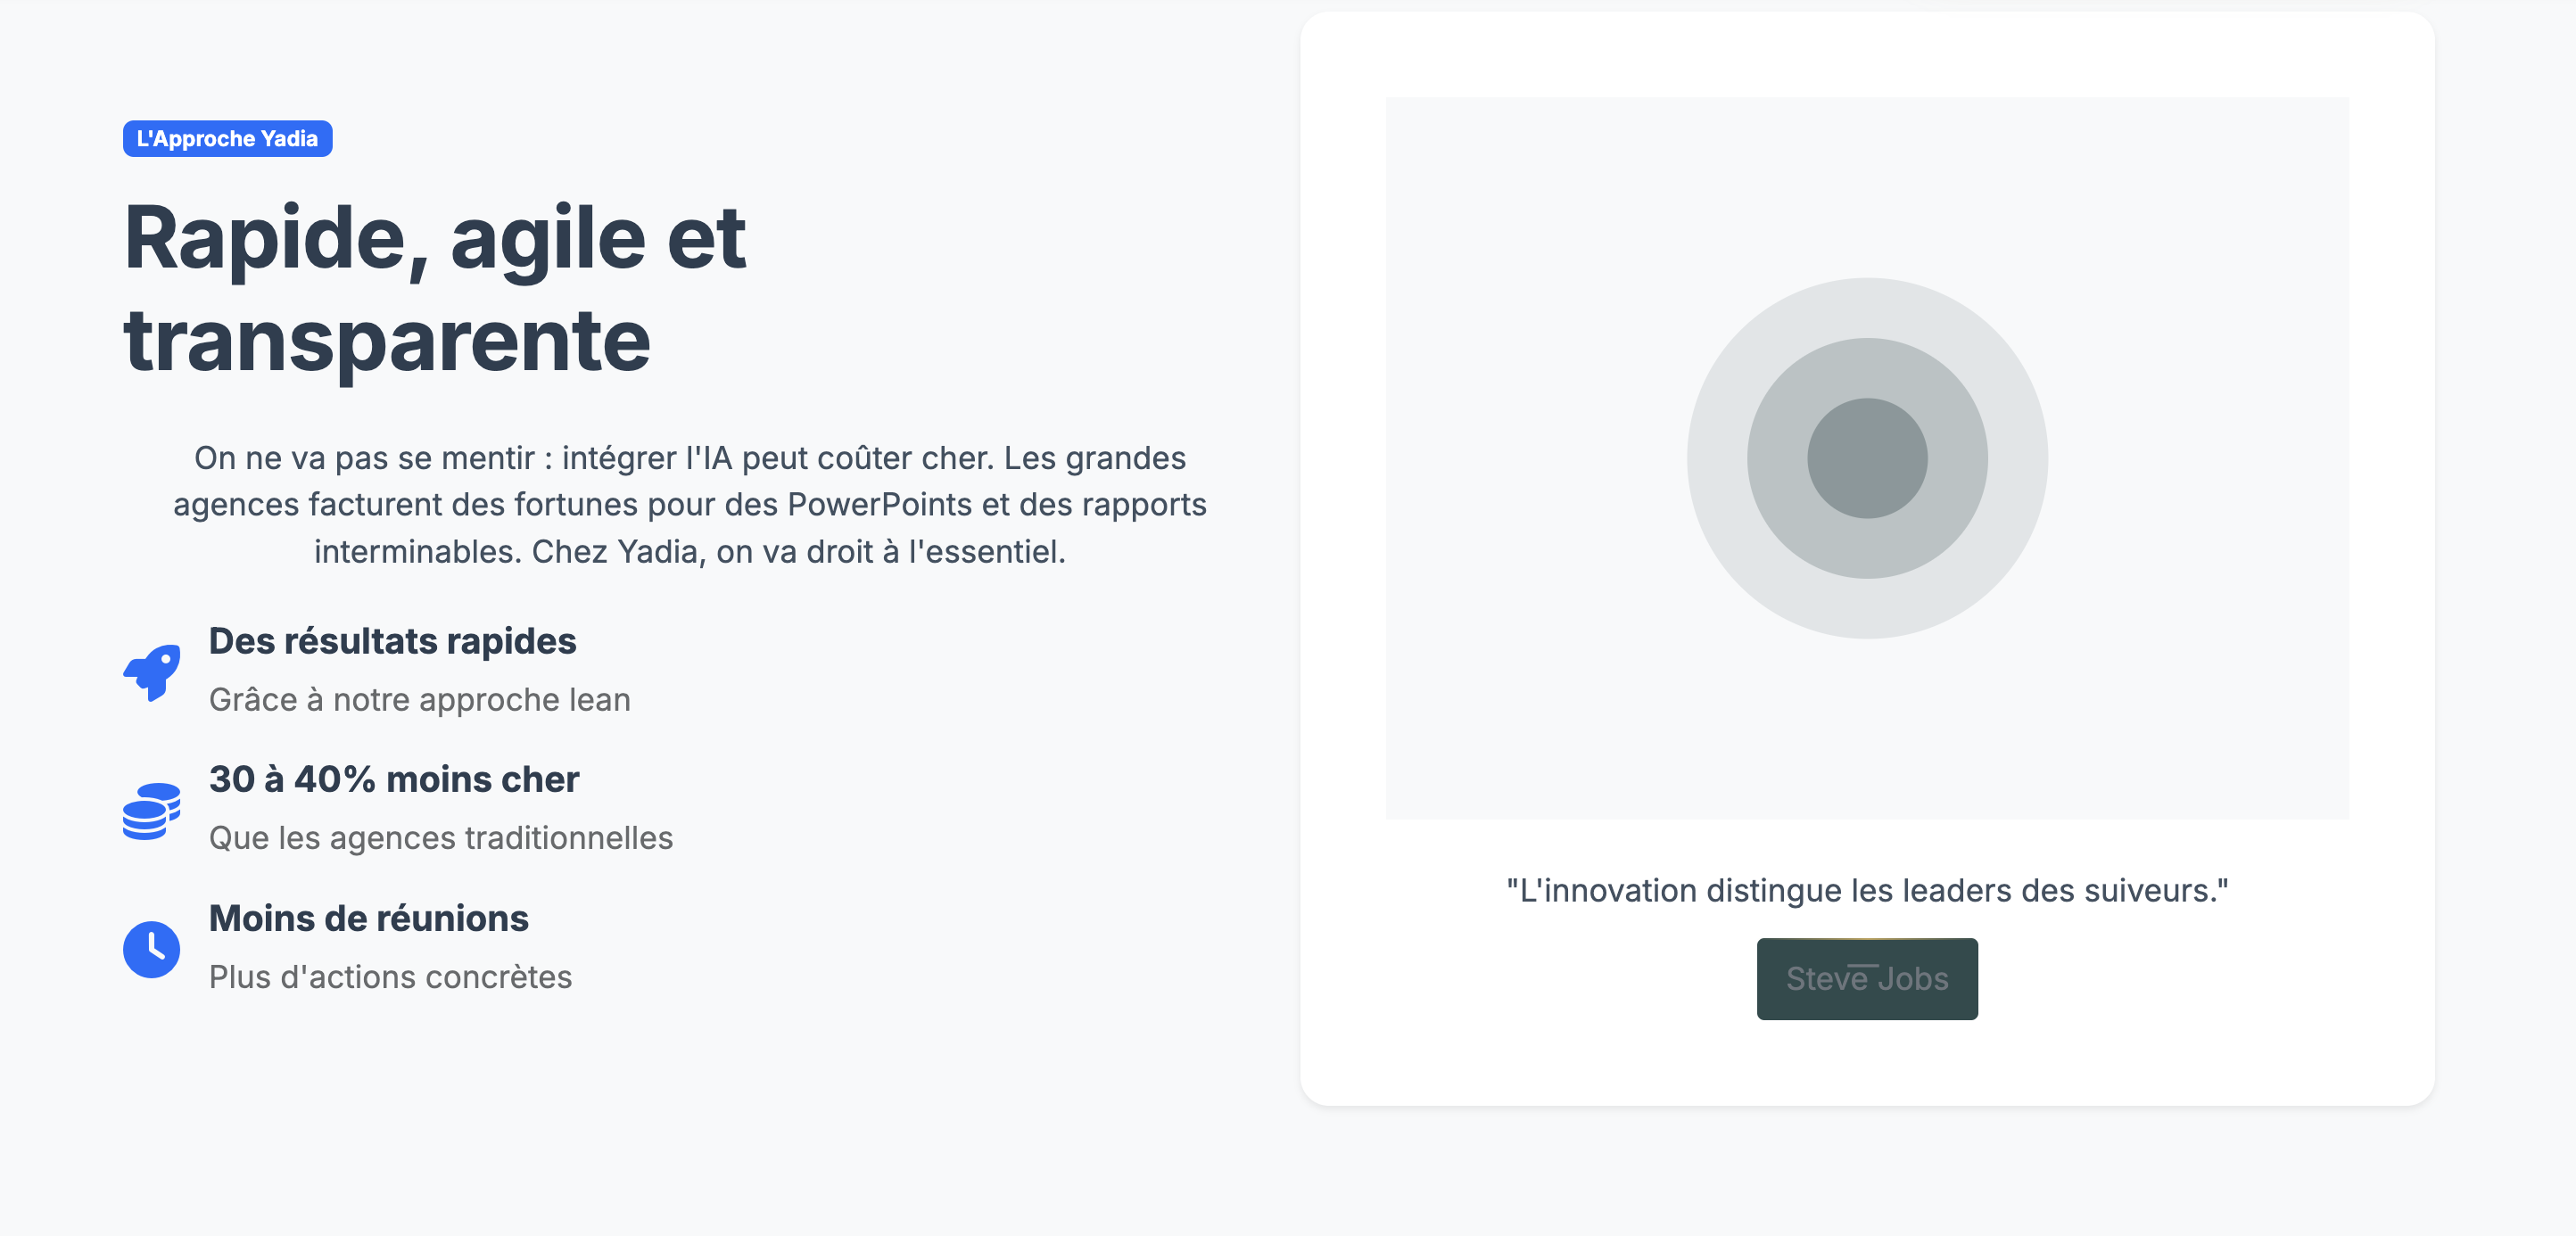 L'Approche Yadia
Rapide, agile et
transparente
On ne va pas se mentir : intégrer l'IA peut coûter cher. Les grandes
agences facturent des fortunes pour des PowerPoints et des rapports
interminables. Chez Yadia, on va droit à l'essentiel.
Des résultats rapides
Grâce à notre approche lean
30 à 40% moins cher
Que les agences traditionnelles
Moins de réunions
Plus d'actions concrètes
"L'innovation distingue les leaders des suiveurs."
Steve Jobs